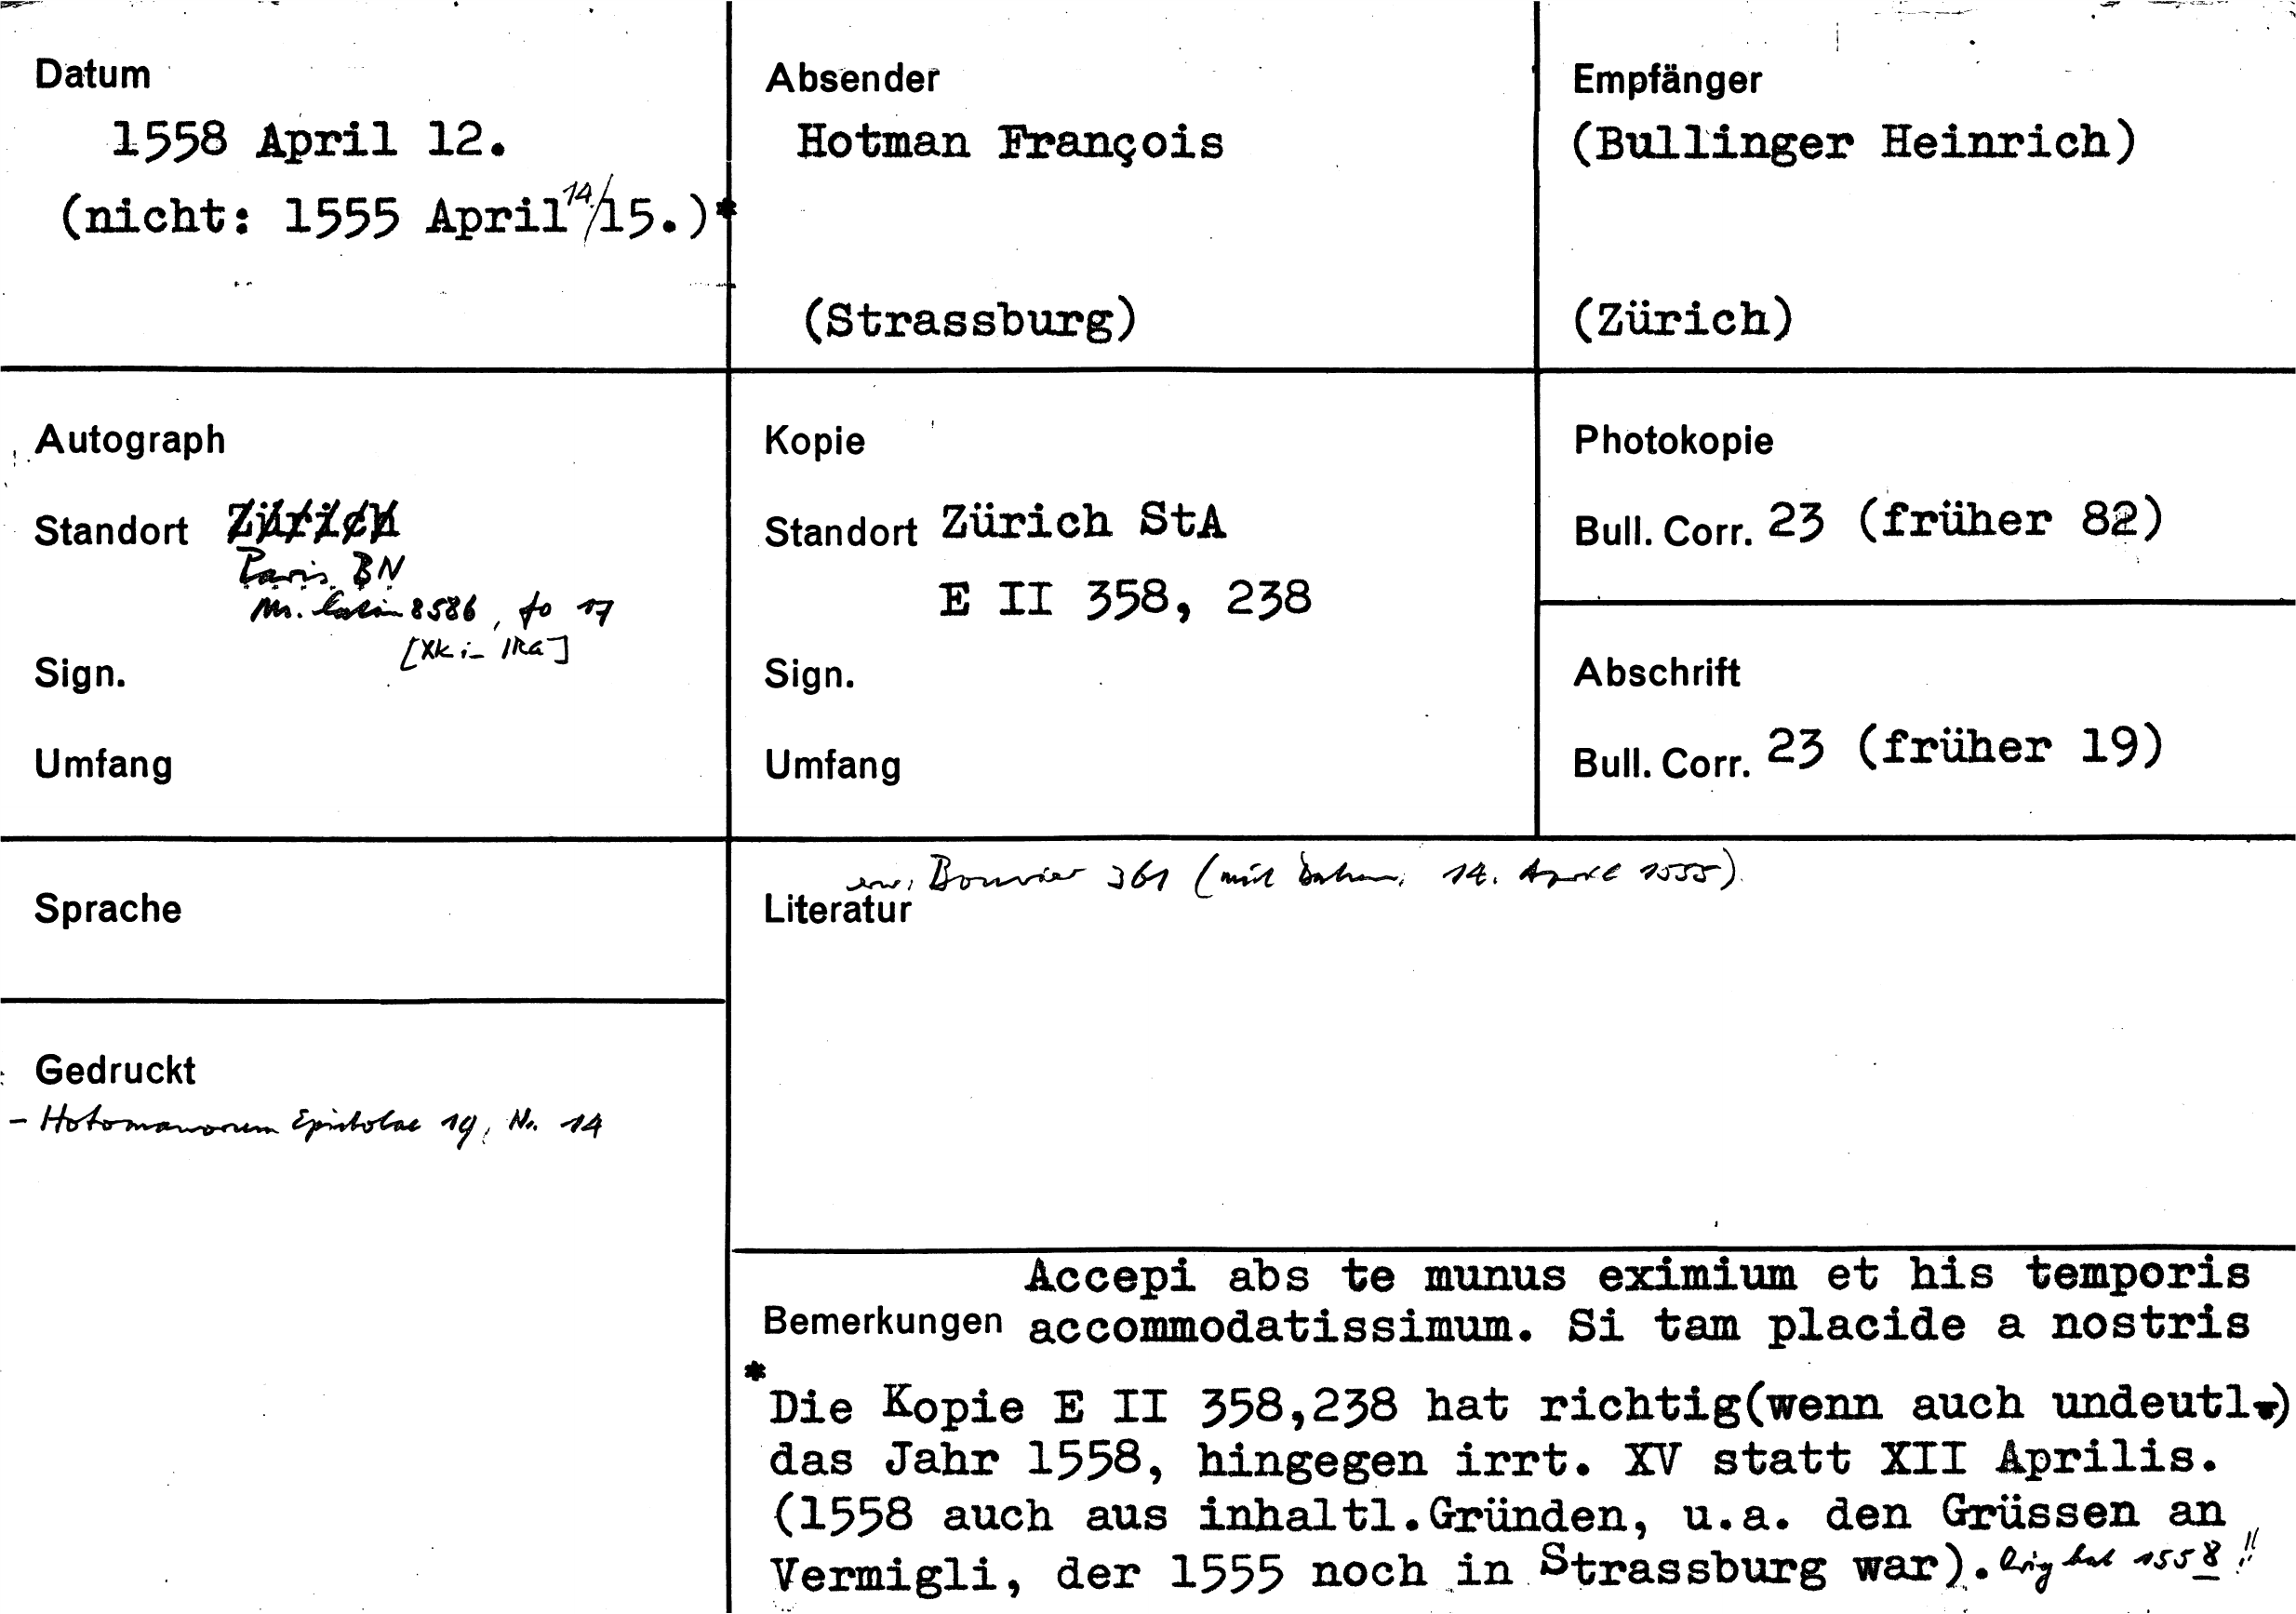 Datum
1558 April 12.
(nicht: 1555 April 14./15.)*
Absender
Hotman François
(Strassburg)
Empfänger
(Bullinger Heinrich)
(Zürich)
Autograph
Standort Zürich
Paris BN
Ms. latin 8586, fo 17
[XK in IRG]
Sign.
Umfang
Kopie
Standort Zürich StA
E II 358, 238
Sign.
Umfang
Photokopie
Bull. Corr. 23 (früher 82)
Abschrift
Bull. Corr. 23 (früher 19)
Sprache
Gedruckt
- Hotomanorum Epistolae 19, Nr. 14
erw. Bouvier 361 (mit Datum: 14. April 1555).
Literatur
Accepi abs te munus eximium et his temporis
Bemerkungen accommodatissimum. Si tam placide a nostris
*
Die Kopie E II 358,238 hat richtig(wenn auch undeutl.)
das Jahr 1558, hingegen irrt. XV statt XII Aprilis.
(1558 auch aus inhaltl.Gründen, u.a. den Grüssen an
Vermigli, der 1555 noch in Strassburg war). Orig hat 1558 !!